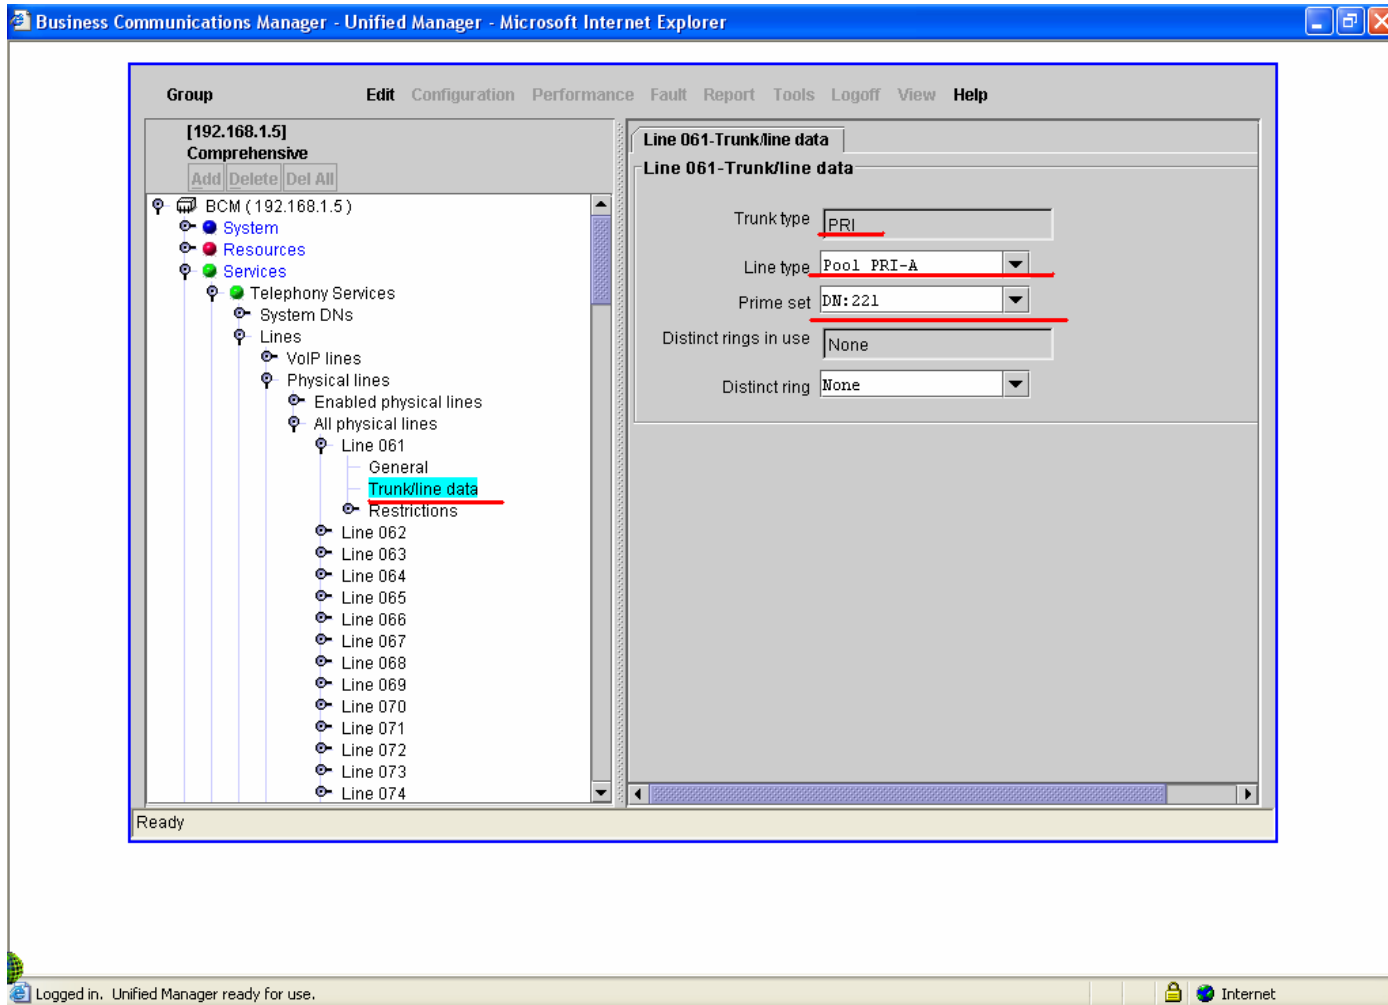 Business Communications Manager - Unified Manager - Microsoft Internet Explorer
Group Edit Configuration Performance Fault Report Tools Logoff View Help
[192.168.1.5]
Comprehensive
Add Delete Del All
BCM ( 192.168.1.5 )
System
Resources
Services
Telephony Services
System DNs
Lines
VoIP lines
Physical lines
Enabled physical lines
All physical lines
Line 061
General
Trunk/line data
Restrictions
Line 062
Line 063
Line 064
Line 065
Line 066
Line 067
Line 068
Line 069
Line 070
Line 071
Line 072
Line 073
Line 074
Line 061-Trunk/line data
Line 061-Trunk/line data
Trunk type PRI
Line type Pool PRI-A
Prime set DN:221
Distinct rings in use None
Distinct ring None
Ready
Logged in. Unified Manager ready for use.
Internet